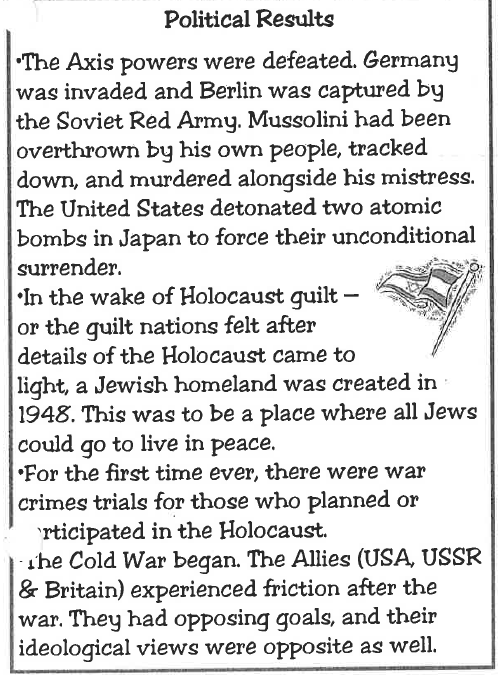 Political Results
•The Axis powers were defeated. Germany
was invaded and Berlin was captured by
the Soviet Red Army. Mussolini had been
overthrown by his own people, tracked
down, and murdered alongside his mistress.
The United States detonated two atomic
bombs in Japan to force their unconditional
surrender.
•In the wake of Holocaust guilt –
or the guilt nations felt after
details of the Holocaust came to
light, a Jewish homeland was created in
1948. This was to be a place where all Jews
could go to live in peace.
•For the first time ever, there were war
crimes trials for those who planned or
rticipated in the Holocaust.
The Cold War began. The Allies (USA, USSR
& Britain) experienced friction after the
war. They had opposing goals, and their
ideological views were opposite as well.